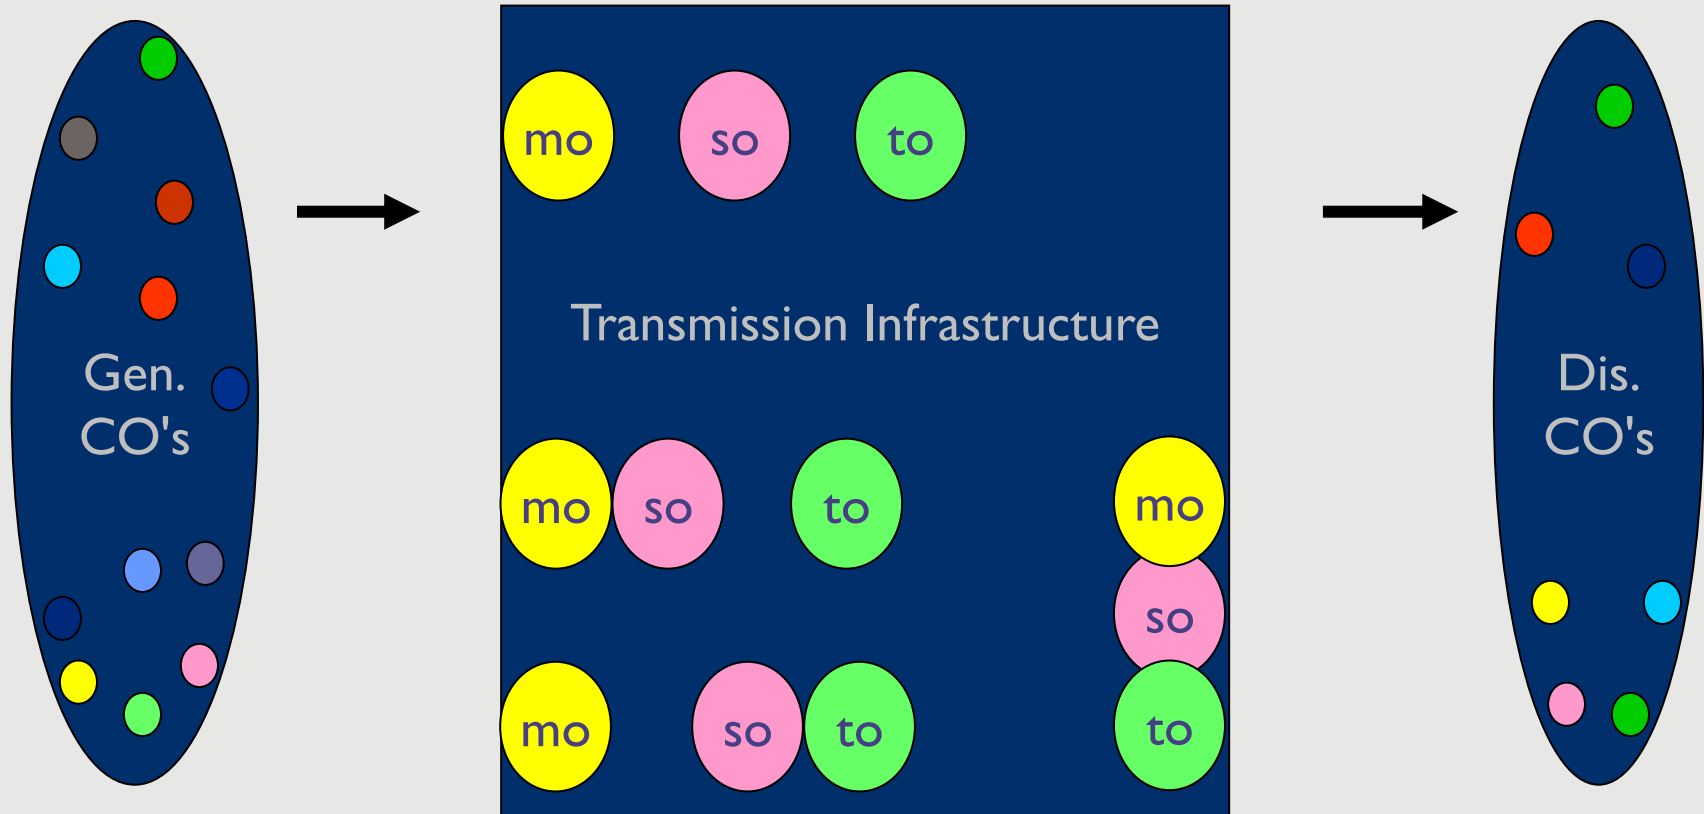 mo so to
Transmission Infrastructure
Gen.
CO's
Dis.
CO's
mo so to mo
so
mo so to to